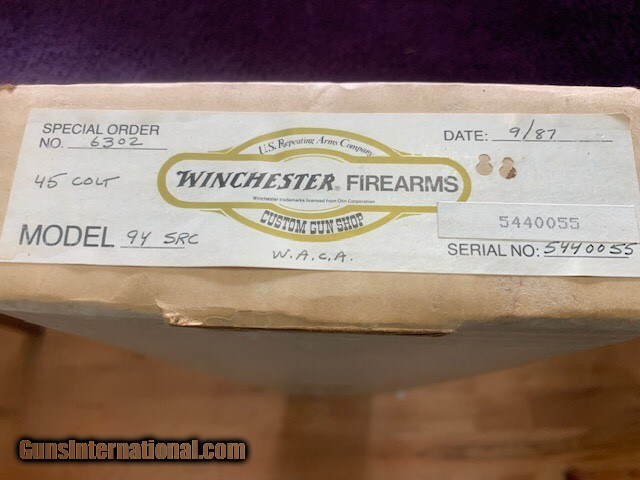 SPECIAL ORDER
NO. 6302
U.S. Repeating Arms Company
DATE: 9/87
45 COLT
WINCHESTER® FIREARMS
Winchester trademarks licensed from Olin Corporation
CUSTOM GUN SHOP
5440055
MODEL 94 SRC
SERIAL NO: 5440055
W.A.C.A.
GunsInternational.com